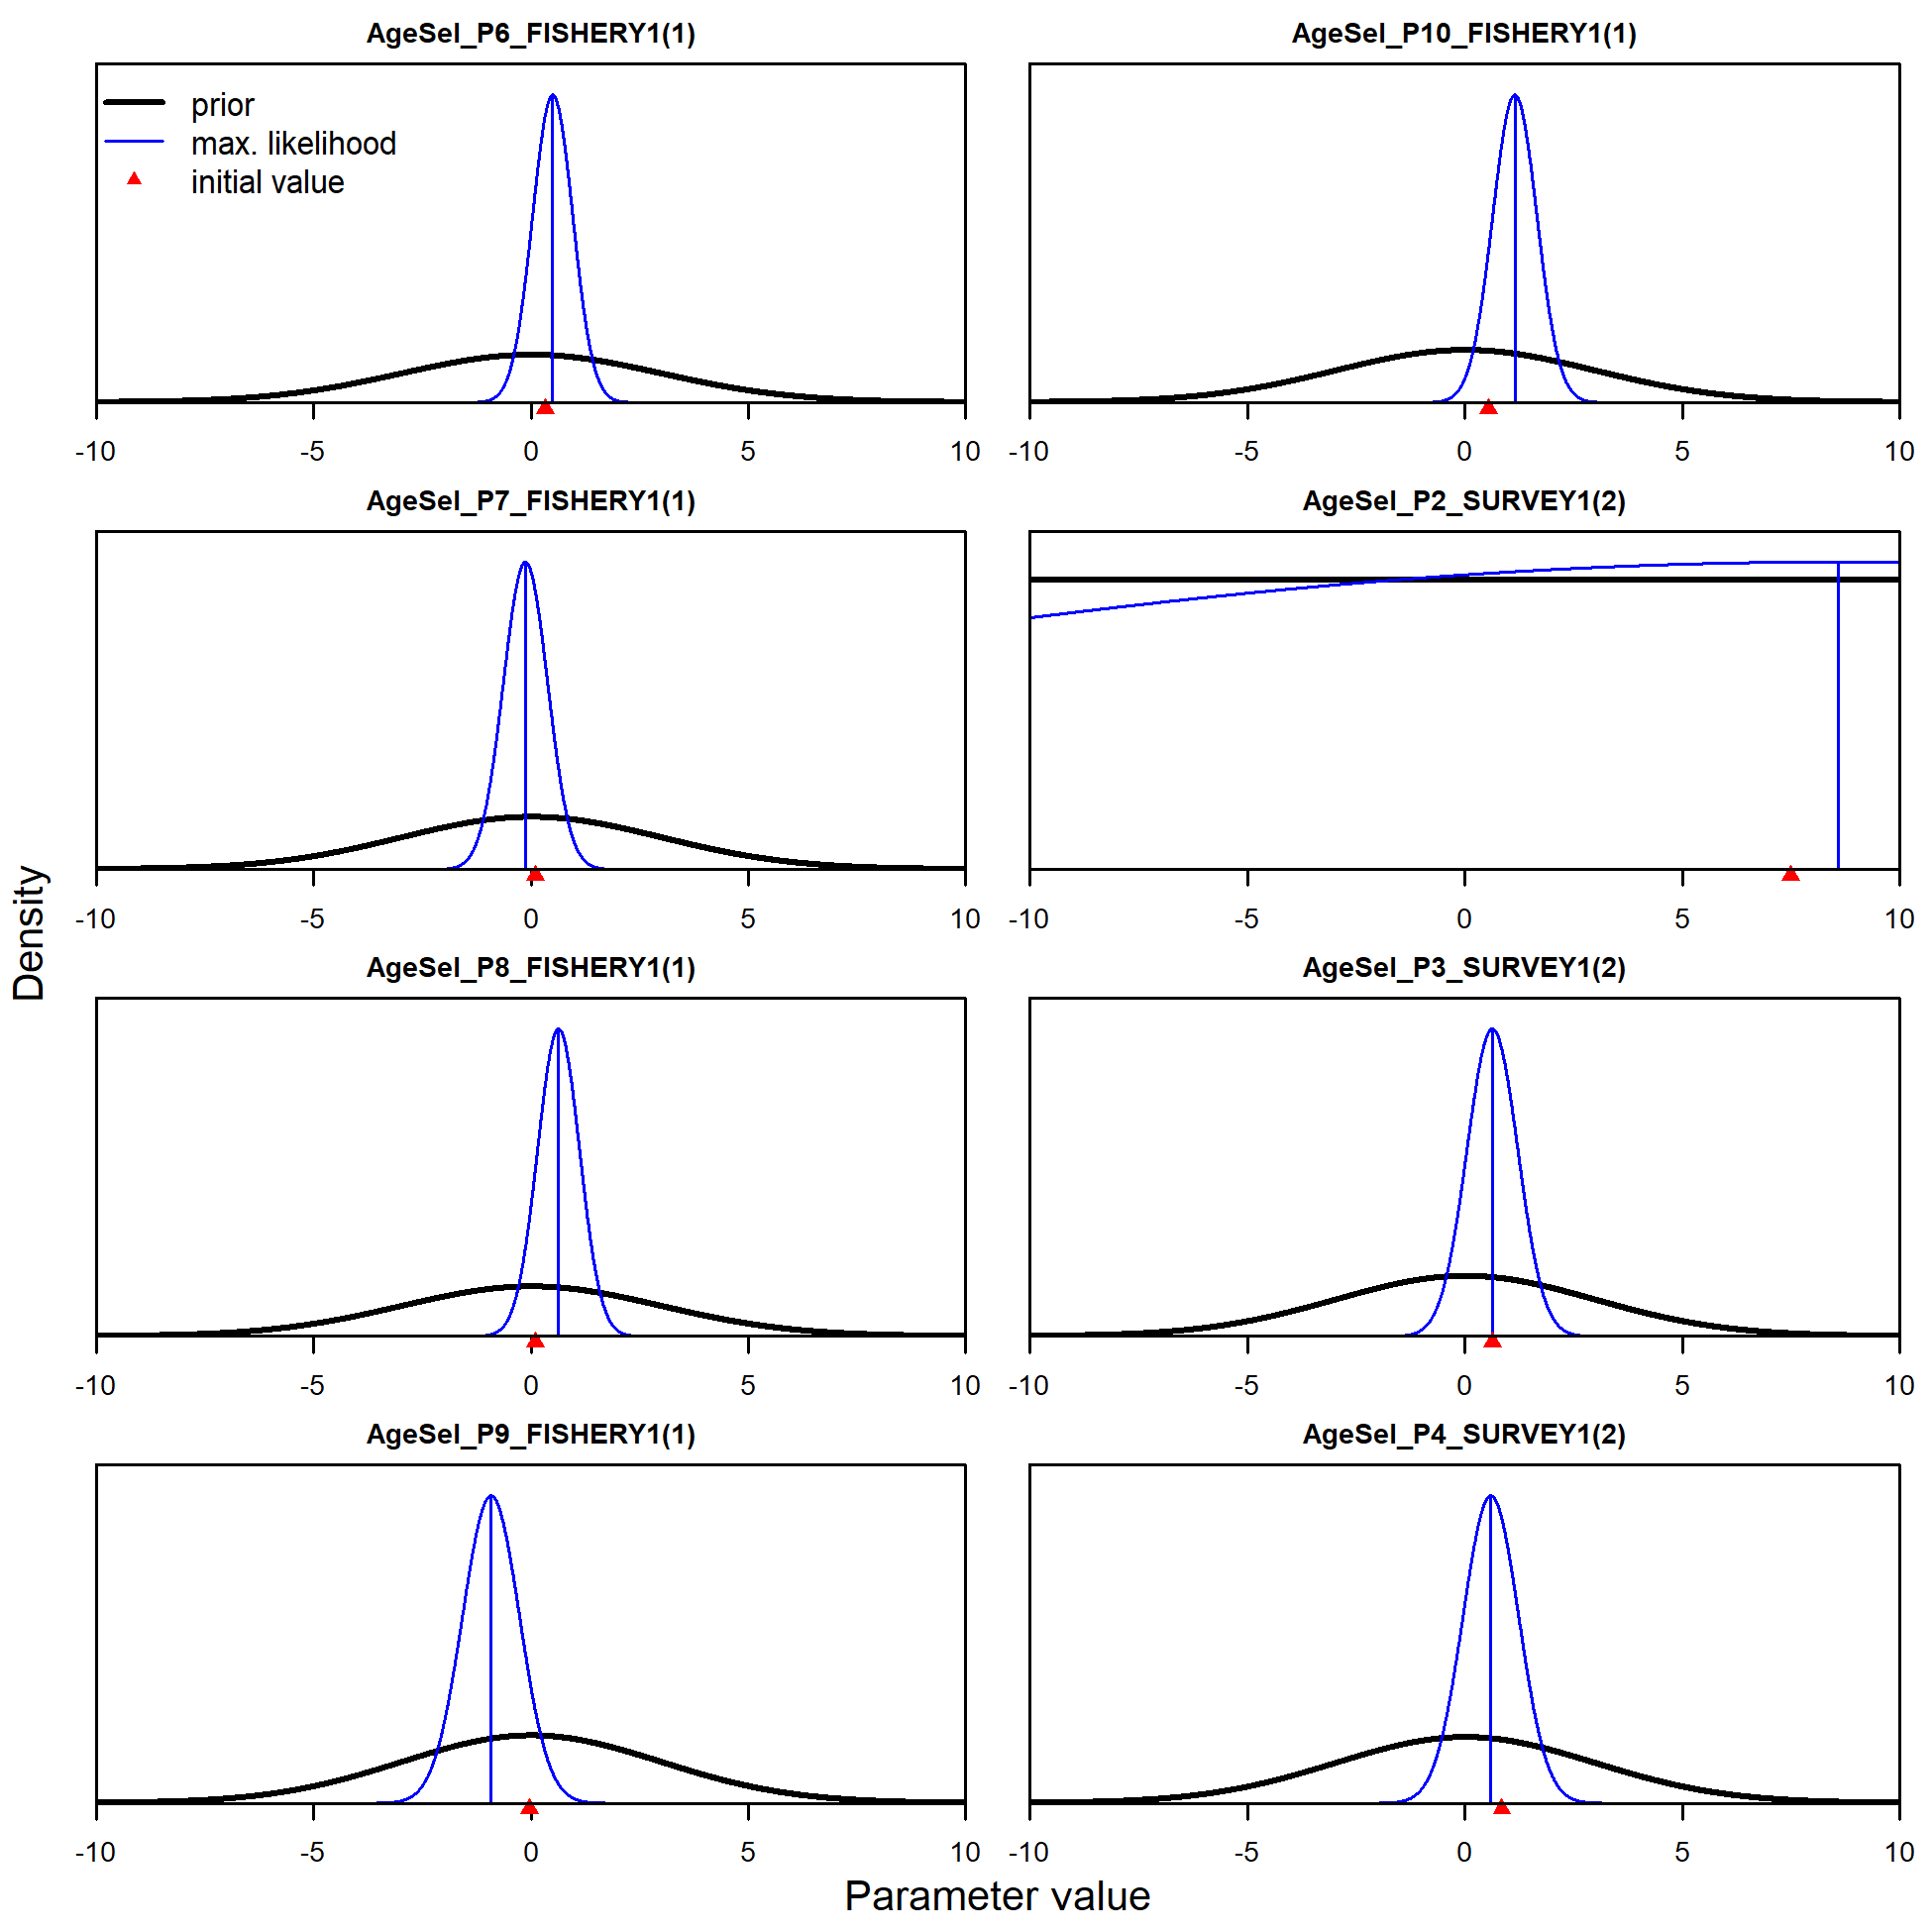 AgeSel_P6_FISHERY1(1)
prior
max. likelihood
initial value
-10 -5 0 5 10
AgeSel_P7_FISHERY1(1)
-10 -5 0 5 10
AgeSel_P8_FISHERY1(1)
-10 -5 0 5 10
AgeSel_P9_FISHERY1(1)
-10 -5 0 5 10
AgeSel_P10_FISHERY1(1)
-10 -5 0 5 10
AgeSel_P2_SURVEY1(2)
-10 -5 0 5 10
AgeSel_P3_SURVEY1(2)
-10 -5 0 5 10
AgeSel_P4_SURVEY1(2)
-10 -5 0 5 10
Density
Parameter value